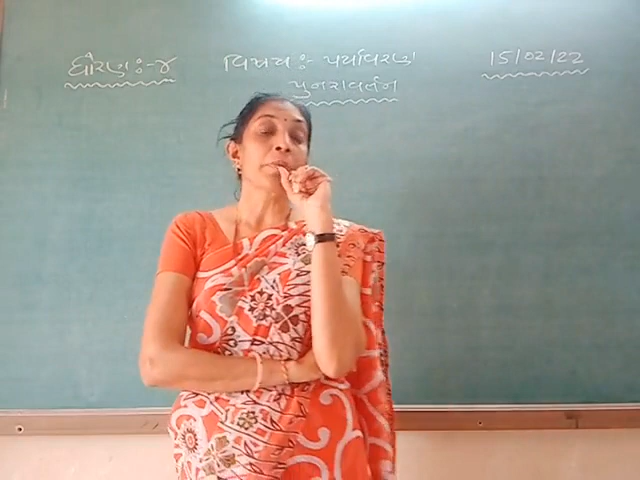 ધોરણ :- ૪ વિષય :- પર્યાવરણ 15/02/22
પુનરાવર્તન